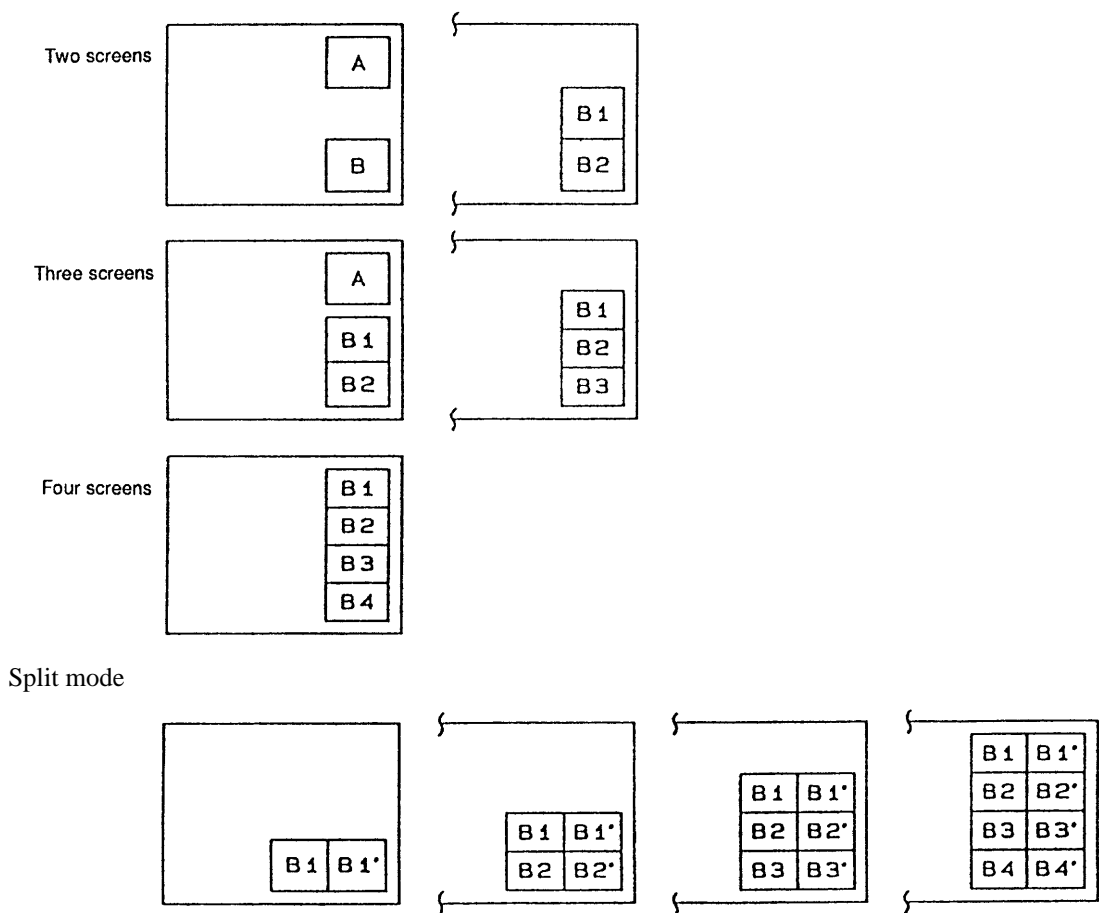 Two screens
A
B
B1
B2
Three screens
A
B1
B2
B1
B2
B3
Four screens
B1
B2
B3
B4
Split mode
B1 B1'
B1 B1'
B2 B2'
B1 B1'
B2 B2'
B3 B3'
B1 B1'
B2 B2'
B3 B3'
B4 B4'